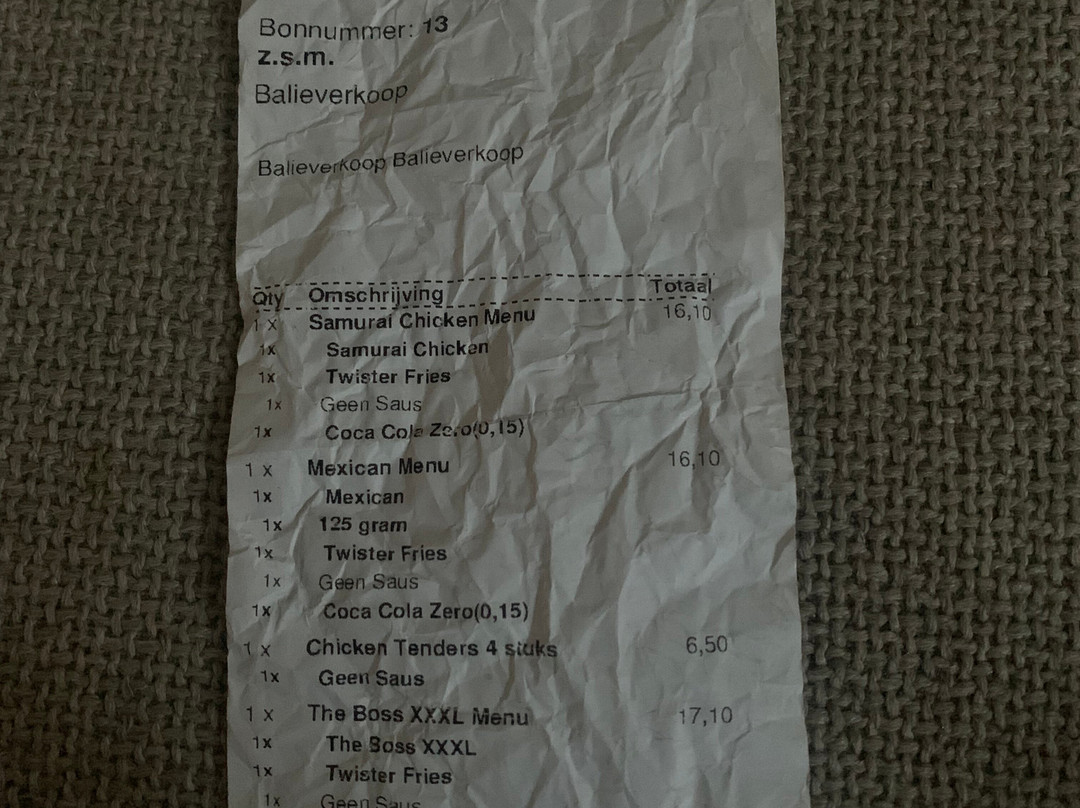 Bonnummer: 13
z.s.m.
Balieverkoop
Balieverkoop Balieverkoop
Qty Omschrijving Totaal
1 x Samurai Chicken Menu 16,10
1x Samurai Chicken
1x Twister Fries
1x Geen Saus
1x Coca Cola Zero(0,15)
1 x Mexican Menu 16,10
1x Mexican
1x 125 gram
1x Twister Fries
1x Geen Saus
1x Coca Cola Zero(0,15)
1 x Chicken Tenders 4 stuks 6,50
1x Geen Saus
1 x The Boss XXXL Menu 17,10
1x The Boss XXXL
1x Twister Fries
1x Geen Saus